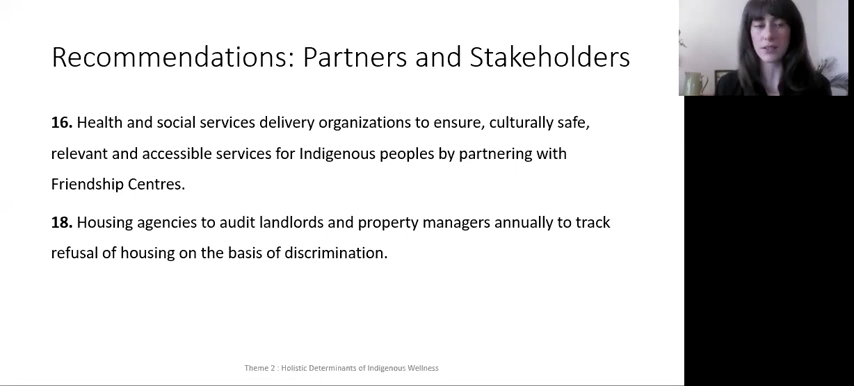 Recommendations: Partners and Stakeholders
16. Health and social services delivery organizations to ensure, culturally safe,
relevant and accessible services for Indigenous peoples by partnering with
Friendship Centres.
18. Housing agencies to audit landlords and property managers annually to track
refusal of housing on the basis of discrimination.
Theme 2 : Holistic Determinants of Indigenous Wellness